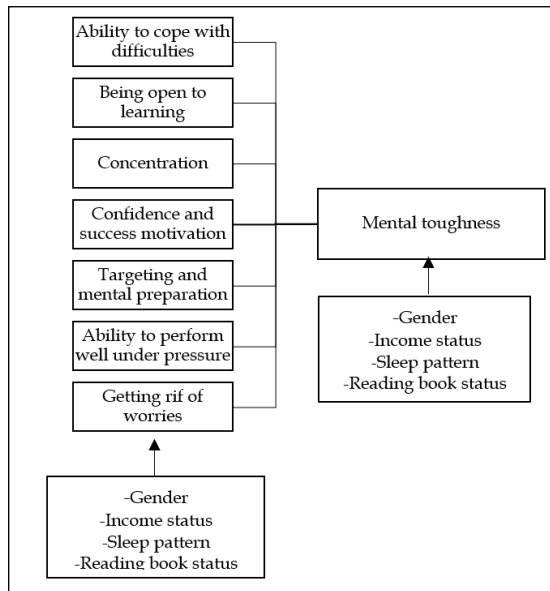 Ability to cope with
difficulties
Being open to
learning
Concentration
Confidence and
success motivation
Targeting and
mental preparation
Ability to perform
well under pressure
Getting rif of
worries
Mental toughness
-Gender
-Income status
-Sleep pattern
-Reading book status
-Gender
-Income status
-Sleep pattern
-Reading book status